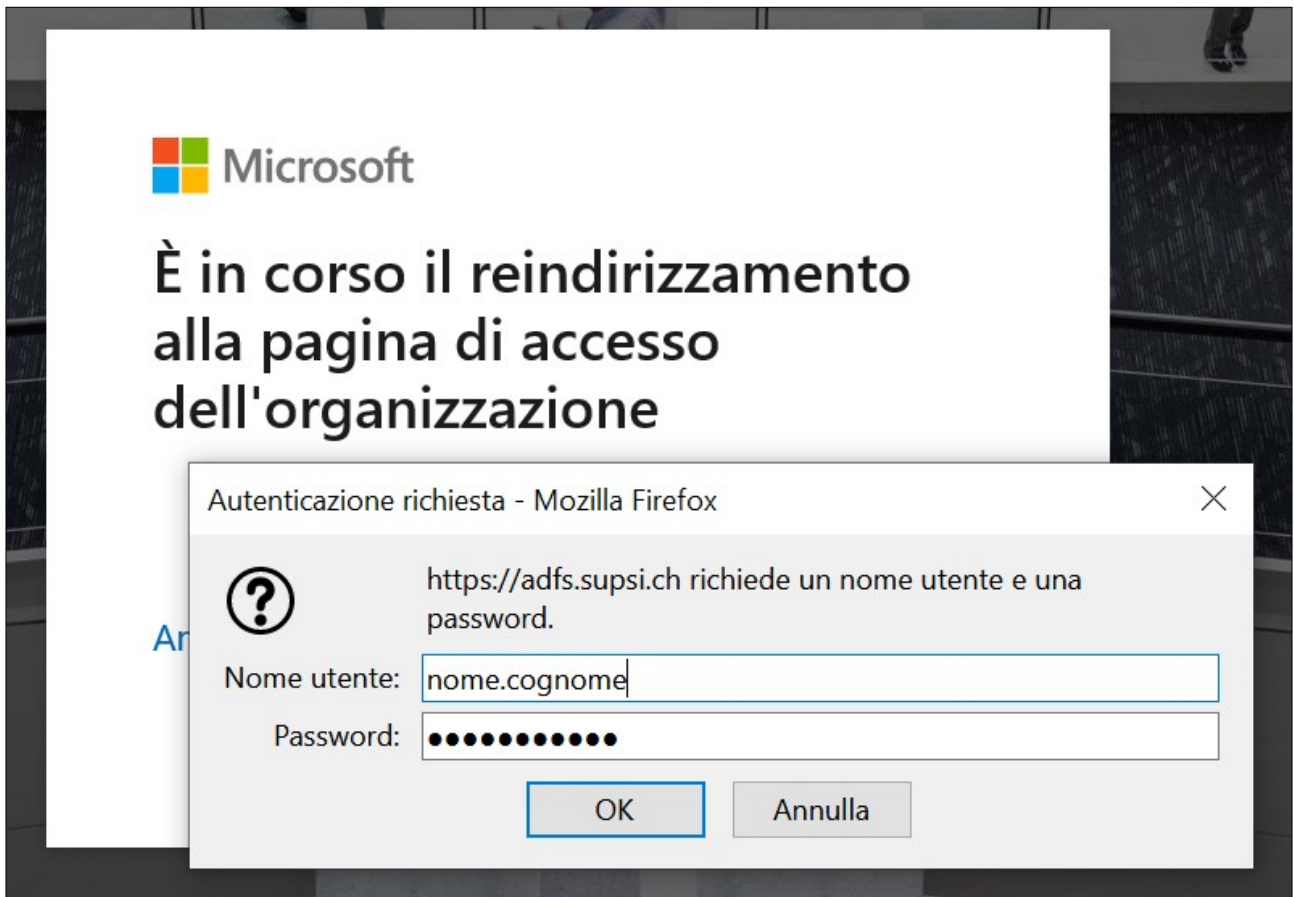 Microsoft
È in corso il reindirizzamento
alla pagina di accesso
dell'organizzazione
Autenticazione richiesta - Mozilla Firefox
https://adfs.supsi.ch richiede un nome utente e una
password.
Nome utente: nome.cognome
Password: ●●●●●●●●●●●
OK Annulla